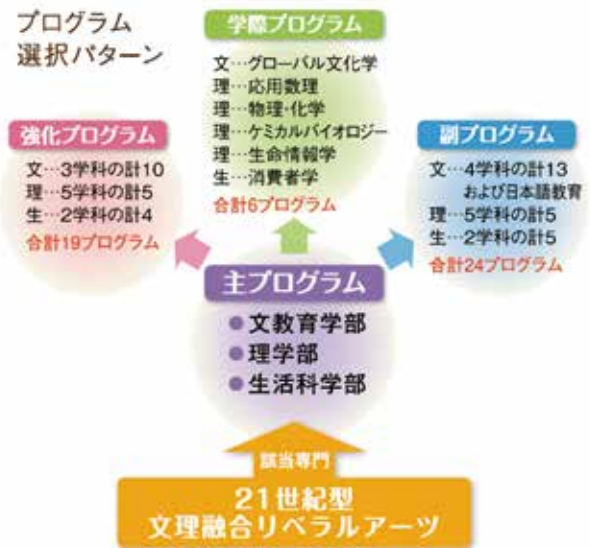 プログラム
選択パターン
学際プログラム
文…グローバル文化学
理…応用数理
理…物理・化学
理…ケミカルバイオロジー
理…生命情報学
生…消費者学
合計6プログラム
強化プログラム
文…3学科の計10
理…5学科の計5
生…2学科の計4
合計19プログラム
副プログラム
文…4学科の計13
および日本語教育
理…5学科の計5
生…2学科の計5
合計24プログラム
主プログラム
●文教育学部
●理学部
●生活科学部
該当専門
21世紀型
文理融合リベラルアーツ